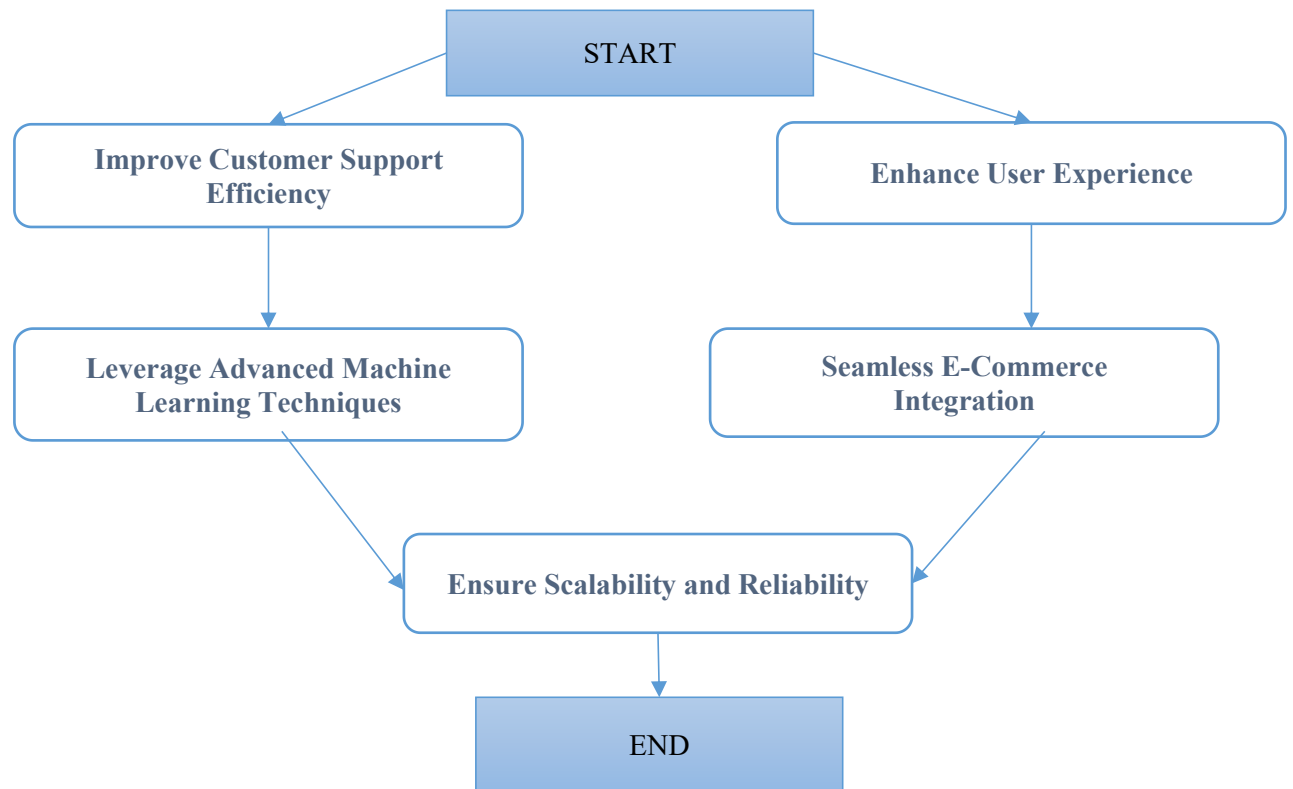 START
Improve Customer Support
Efficiency
Enhance User Experience
Leverage Advanced Machine
Learning Techniques
Seamless E-Commerce
Integration
Ensure Scalability and Reliability
END